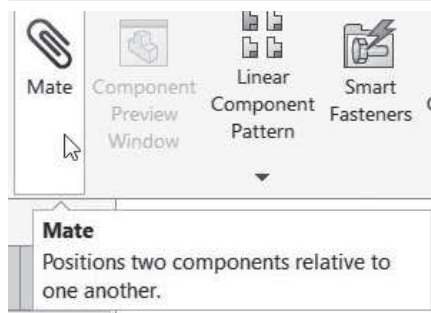 Mate
Component
Preview
Window
Linear
Component
Pattern
Smart
Fasteners
Mate
Positions two components relative to
one another.